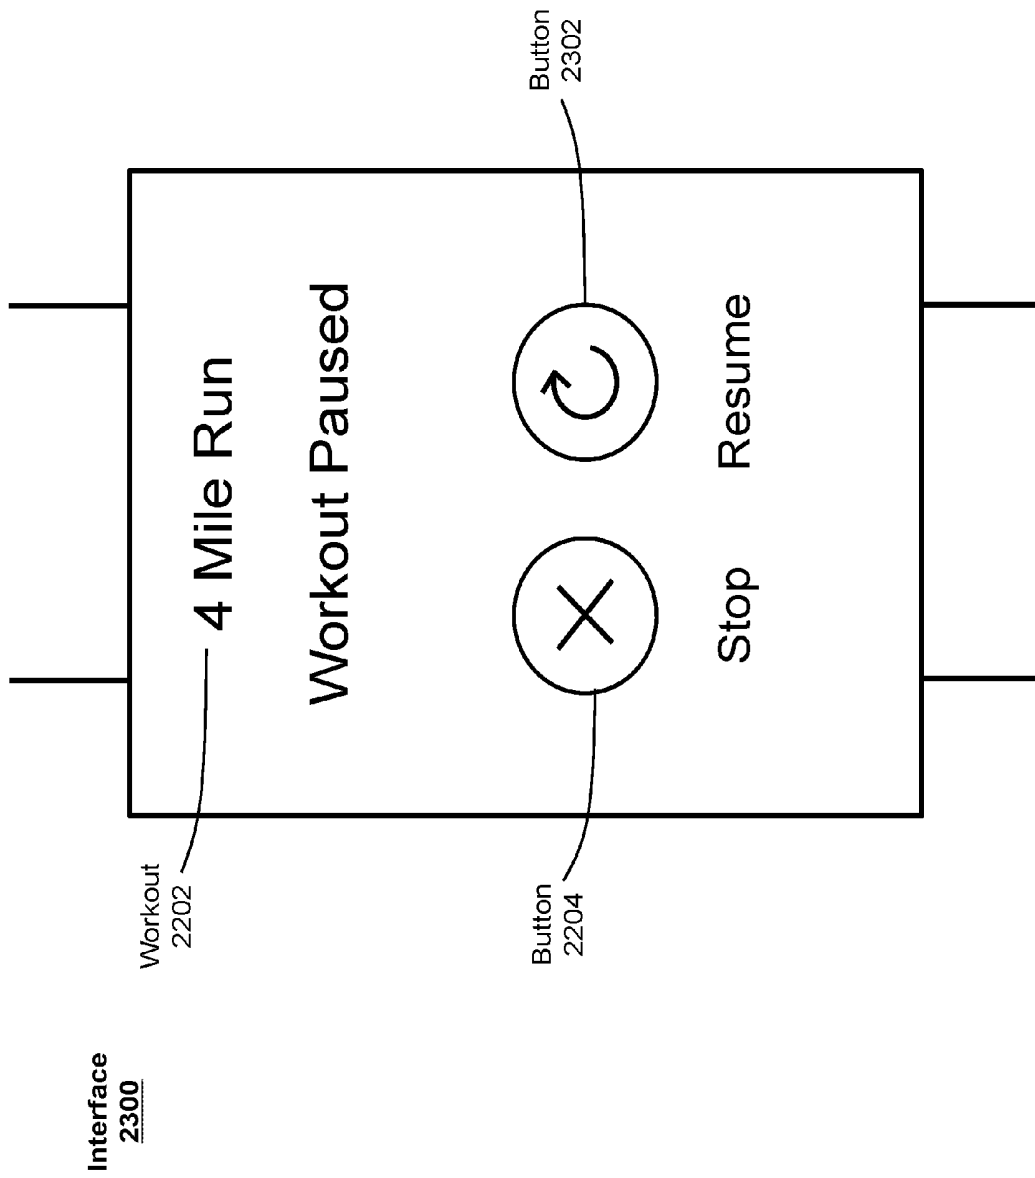 Interface
2300
Workout
2202
4 Mile Run
Workout Paused
Button
2204
Button
2302
Stop
Resume